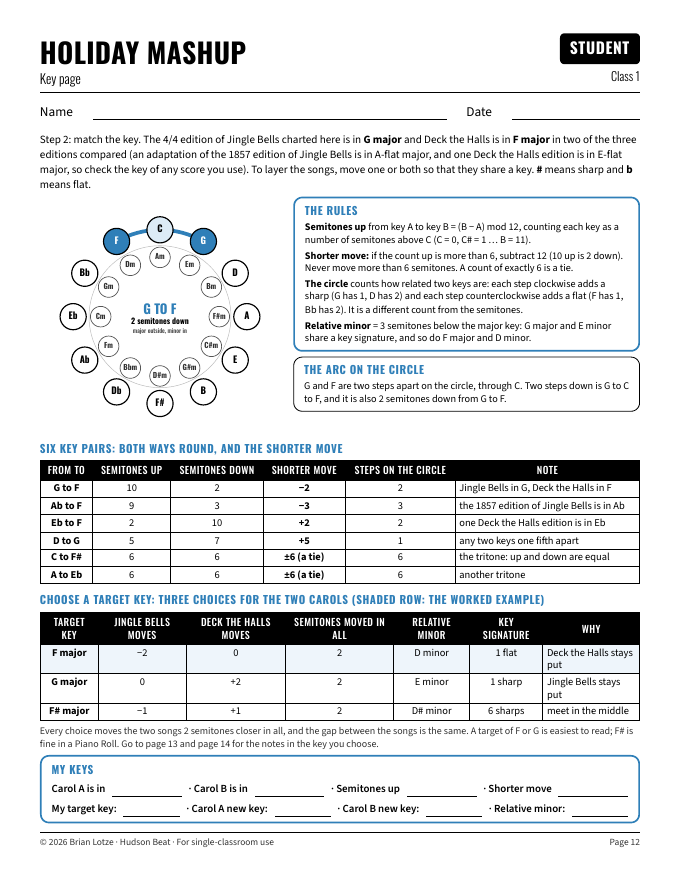 HOLIDAY MASHUP
STUDENT
Key page
Class 1
Name
Date
Step 2: match the key. The 4/4 edition of Jingle Bells charted here is in G major and Deck the Halls is in F major in two of the three
editions compared (an adaptation of the 1857 edition of Jingle Bells is in A-flat major, and one Deck the Halls edition is in E-flat
major, so check the key of any score you use). To layer the songs, move one or both so that they share a key. # means sharp and b
means flat.
C
F
G
Am
Dm
Em
Bb
D
Gm
Bm
Eb
Cm
G TO F
2 semitones down
major outside, minor in
F#m
A
Fm
C#m
Ab
E
Bbm
D#m
G#m
Db
B
F#
THE RULES
Semitones up from key A to key B = (B − A) mod 12, counting each key as a
number of semitones above C (C = 0, C# = 1 … B = 11).
Shorter move: if the count up is more than 6, subtract 12 (10 up is 2 down).
Never move more than 6 semitones. A count of exactly 6 is a tie.
The circle counts how related two keys are: each step clockwise adds a
sharp (G has 1, D has 2) and each step counterclockwise adds a flat (F has 1,
Bb has 2). It is a different count from the semitones.
Relative minor = 3 semitones below the major key: G major and E minor
share a key signature, and so do F major and D minor.
THE ARC ON THE CIRCLE
G and F are two steps apart on the circle, through C. Two steps down is G to C
to F, and it is also 2 semitones down from G to F.
SIX KEY PAIRS: BOTH WAYS ROUND, AND THE SHORTER MOVE
FROM TO SEMITONES UP SEMITONES DOWN SHORTER MOVE STEPS ON THE CIRCLE NOTE
G to F 10 2 −2 2 Jingle Bells in G, Deck the Halls in F
Ab to F 9 3 −3 3 the 1857 edition of Jingle Bells is in Ab
Eb to F 2 10 +2 2 one Deck the Halls edition is in Eb
D to G 5 7 +5 1 any two keys one fifth apart
C to F# 6 6 ±6 (a tie) 6 the tritone: up and down are equal
A to Eb 6 6 ±6 (a tie) 6 another tritone
CHOOSE A TARGET KEY: THREE CHOICES FOR THE TWO CAROLS (SHADED ROW: THE WORKED EXAMPLE)
TARGET KEY JINGLE BELLS MOVES DECK THE HALLS MOVES SEMITONES MOVED IN ALL RELATIVE MINOR KEY SIGNATURE WHY
F major −2 0 2 D minor 1 flat Deck the Halls stays put
G major 0 +2 2 E minor 1 sharp Jingle Bells stays put
F# major −1 +1 2 D# minor 6 sharps meet in the middle
Every choice moves the two songs 2 semitones closer in all, and the gap between the songs is the same. A target of F or G is easiest to read; F# is
fine in a Piano Roll. Go to page 13 and page 14 for the notes in the key you choose.
MY KEYS
Carol A is in · Carol B is in · Semitones up · Shorter move
My target key: · Carol A new key: · Carol B new key: · Relative minor:
© 2026 Brian Lotze · Hudson Beat · For single-classroom use
Page 12